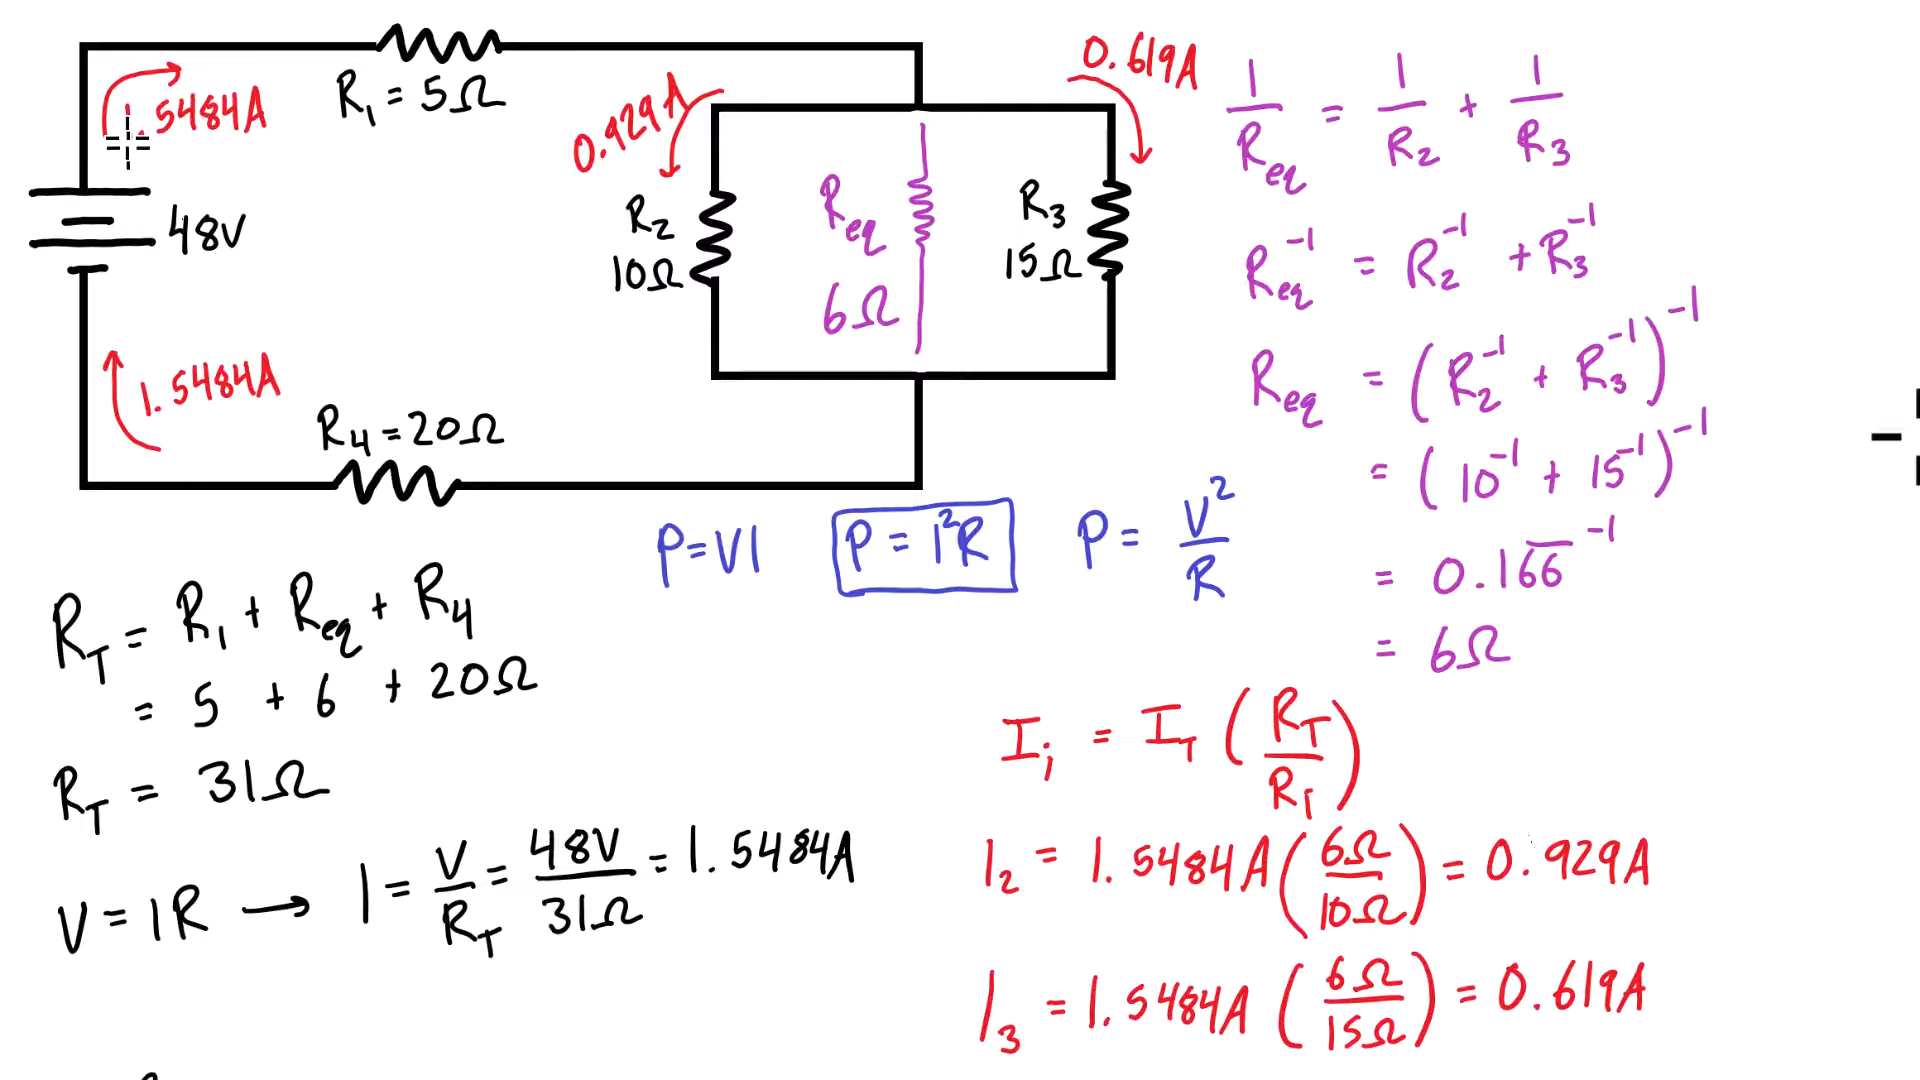 R₁ = 5Ω
1.5484A
48V
1.5484A
R₄ = 20Ω
0.929A
R₂
10Ω
Req
6Ω
0.619A
R₃
15Ω
1/Req = 1/R₂ + 1/R₃
Req⁻¹ = R₂⁻¹ + R₃⁻¹
Req = (R₂⁻¹ + R₃⁻¹)⁻¹
= (10⁻¹ + 15⁻¹)⁻¹
= 0.166⁻¹
= 6Ω
P = VI
P = I²R
P = V²/R
R_T = R₁ + Req + R₄
= 5 + 6 + 20Ω
R_T = 31Ω
V = IR → I = V/R_T = 48V/31Ω = 1.5484A
Iᵢ = I_T (R_T/Rᵢ)
I₂ = 1.5484A (6Ω/10Ω) = 0.929A
I₃ = 1.5484A (6Ω/15Ω) = 0.619A